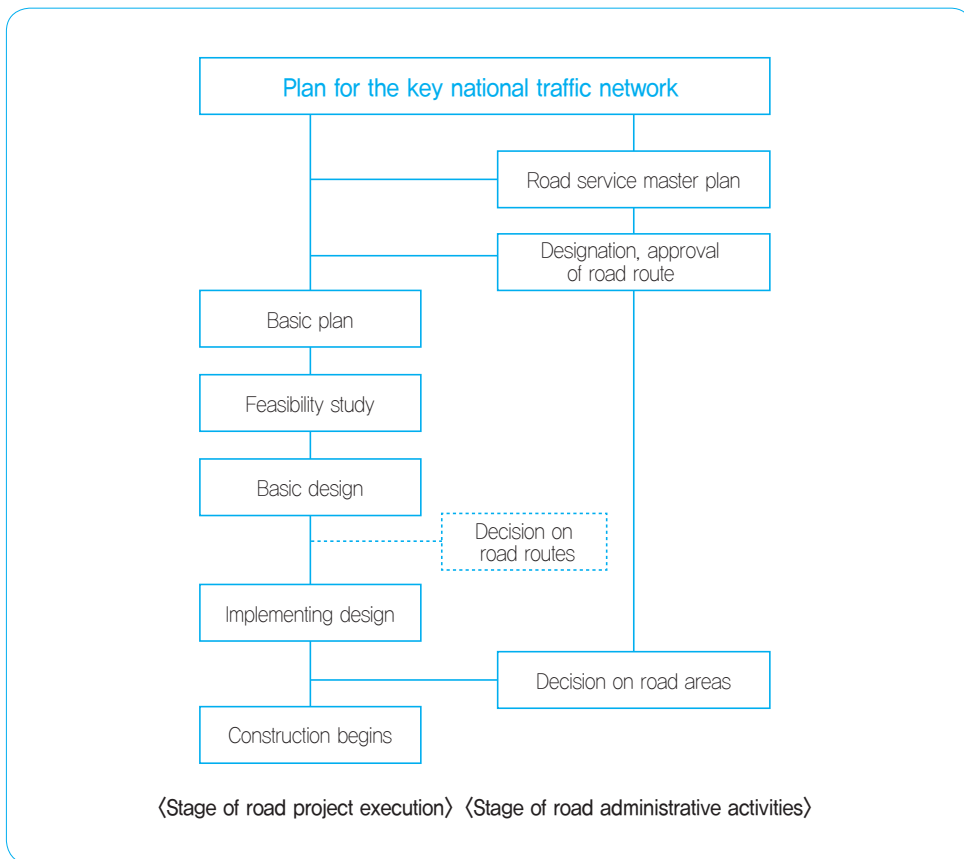 Plan for the key national traffic network
Road service master plan
Designation, approval
of road route
Basic plan
Feasibility study
Basic design
Decision on
road routes
Implementing design
Decision on road areas
Construction begins
〈Stage of road project execution〉 〈Stage of road administrative activities〉